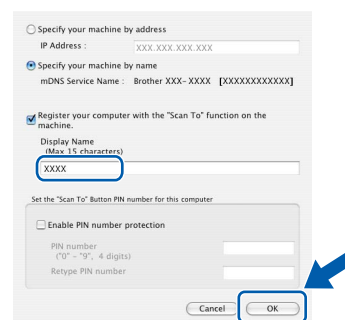 Specify your machine by address
IP Address : XXX.XXX.XXX.XXX
Specify your machine by name
mDNS Service Name : Brother XXX- XXXX [XXXXXXXXXXXX]
Register your computer with the "Scan To" function on the
machine.
Display Name
(Max 15 characters)
XXXX
Set the "Scan To" Button PIN number for this computer
Enable PIN number protection
PIN number
("0" - "9", 4 digits)
Retype PIN number
Cancel OK